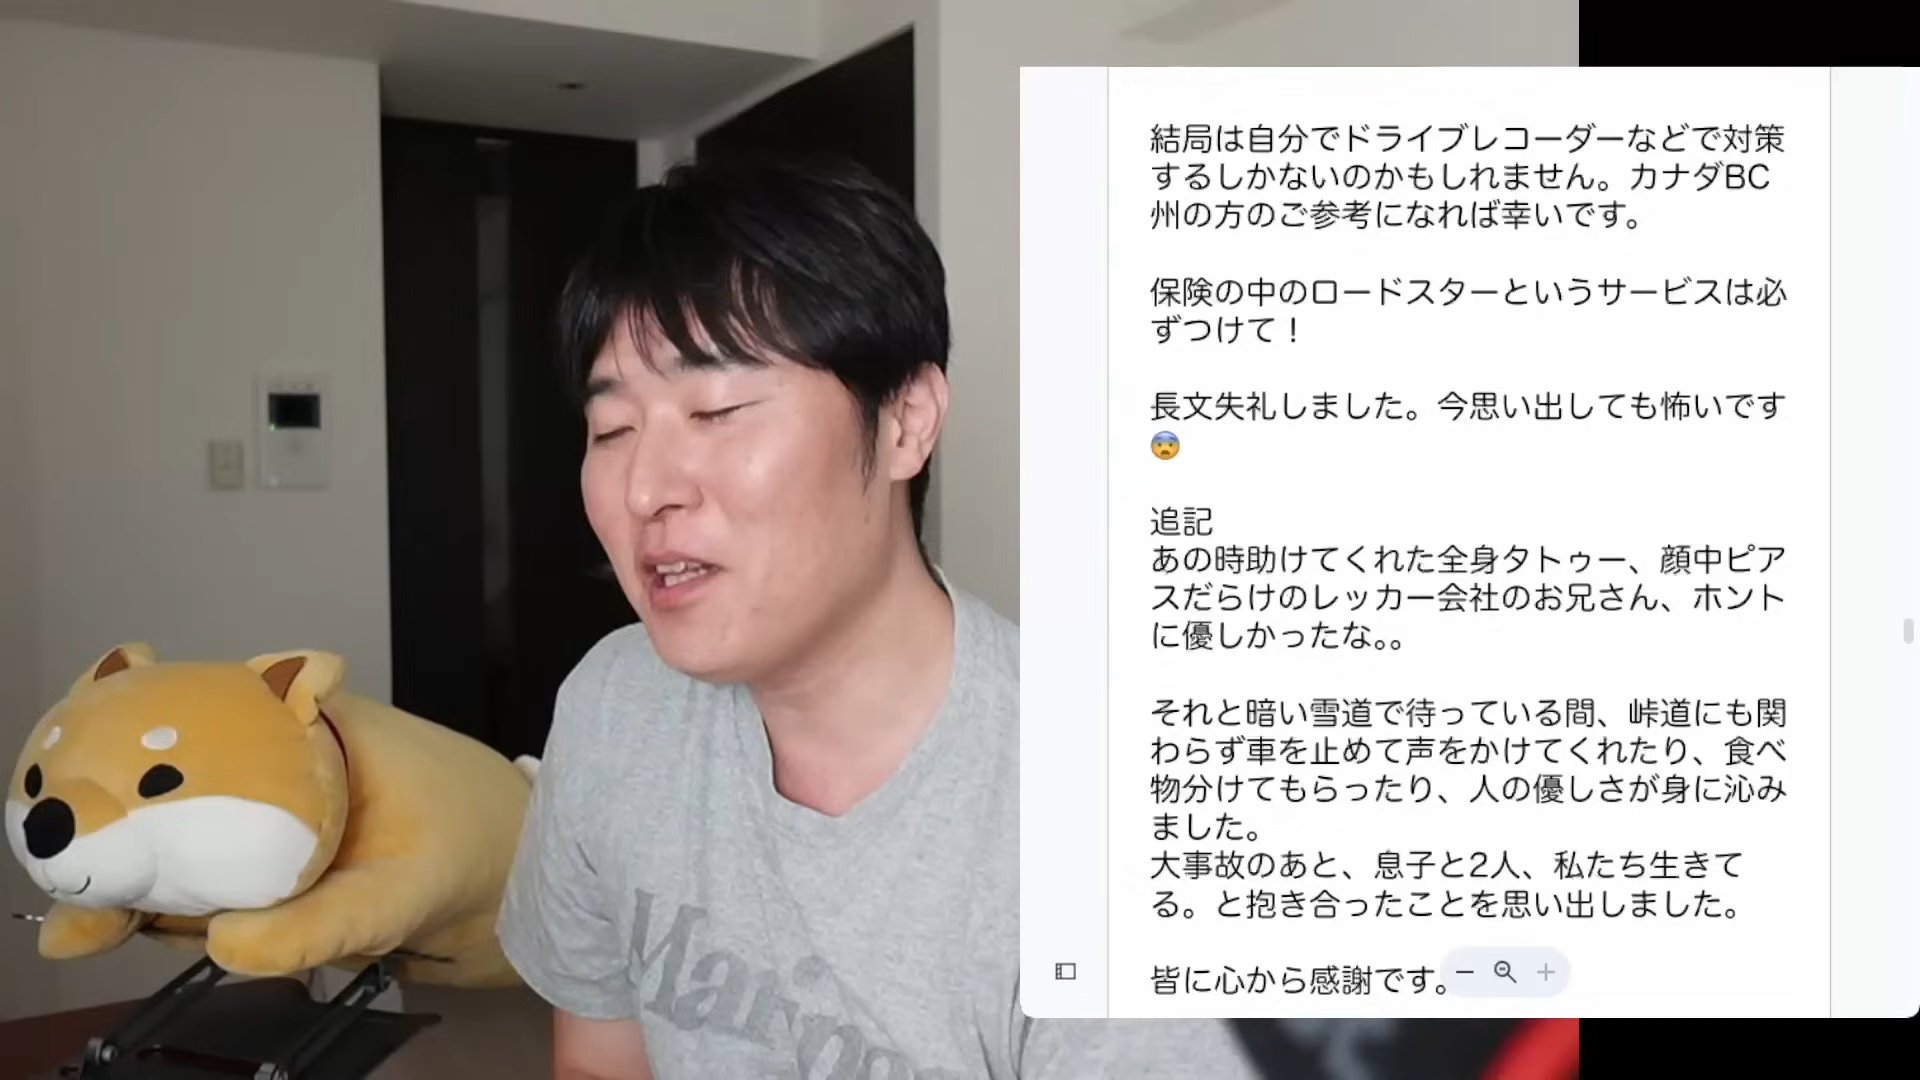 結局は自分でドライブレコーダーなどで対策
するしかないのかもしれません。カナダBC
州の方のご参考になれば幸いです。
保険の中のロードスターというサービスは必
ずつけて！
長文失礼しました。今思い出しても怖いです
😨
追記
あの時助けてくれた全身タトゥー、顔中ピア
スだらけのレッカー会社のお兄さん、ホント
に優しかったな。。
それと暗い雪道で待っている間、峠道にも関
わらず車を止めて声をかけてくれたり、食べ
物分けてもらったり、人の優しさが身に沁み
ました。
大事故のあと、息子と2人、私たち生きて
る。と抱き合ったことを思い出しました。
皆に心から感謝です。